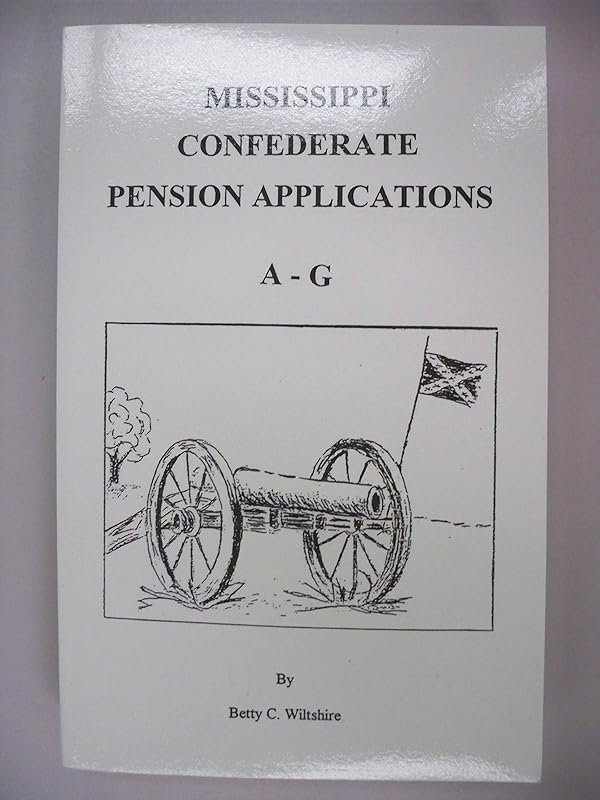 MISSISSIPPI
CONFEDERATE
PENSION APPLICATIONS
A - G
By
Betty C. Wiltshire